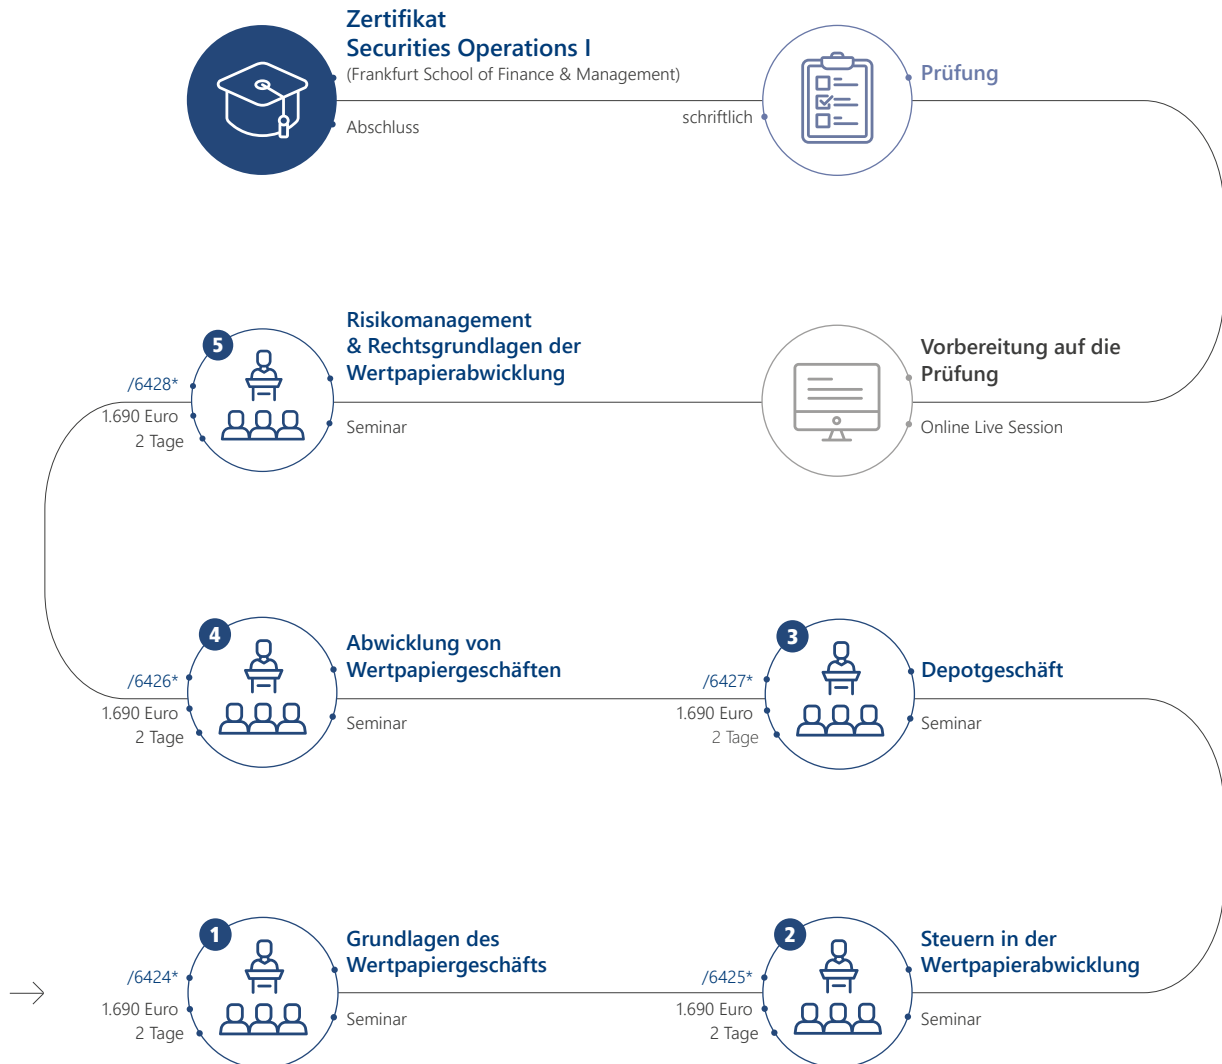 Zertifikat
Securities Operations I
(Frankfurt School of Finance & Management)
Abschluss
Prüfung
schriftlich
5
Risikomanagement
& Rechtsgrundlagen der
Wertpapierabwicklung
/6428*
1.690 Euro
2 Tage
Seminar
Vorbereitung auf die
Prüfung
Online Live Session
4
Abwicklung von
Wertpapiergeschäften
/6426*
1.690 Euro
2 Tage
Seminar
3
Depotgeschäft
/6427*
1.690 Euro
2 Tage
Seminar
1
Grundlagen des
Wertpapiergeschäfts
/6424*
1.690 Euro
2 Tage
Seminar
2
Steuern in der
Wertpapierabwicklung
/6425*
1.690 Euro
2 Tage
Seminar